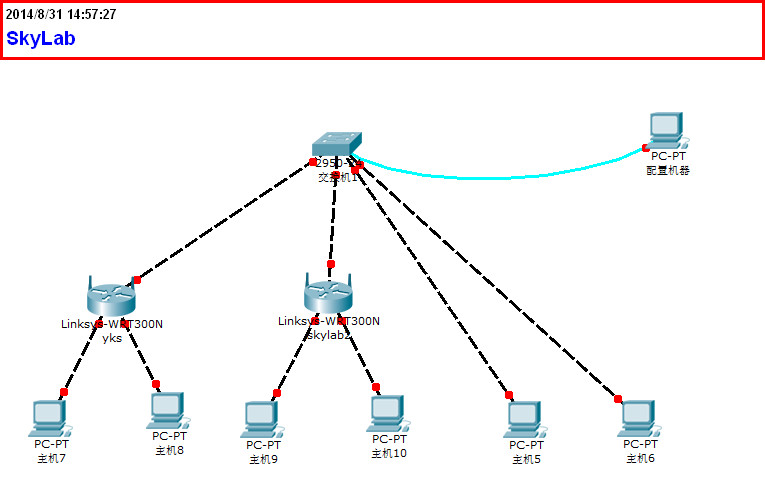 2014/8/31 14:57:27
SkyLab
2950-24
交换机1
PC-PT
配置机器
Linksys-WRT300N
yks
Linksys-WRT300N
skylab2
PC-PT
主机7
PC-PT
主机8
PC-PT
主机9
PC-PT
主机10
PC-PT
主机5
PC-PT
主机6